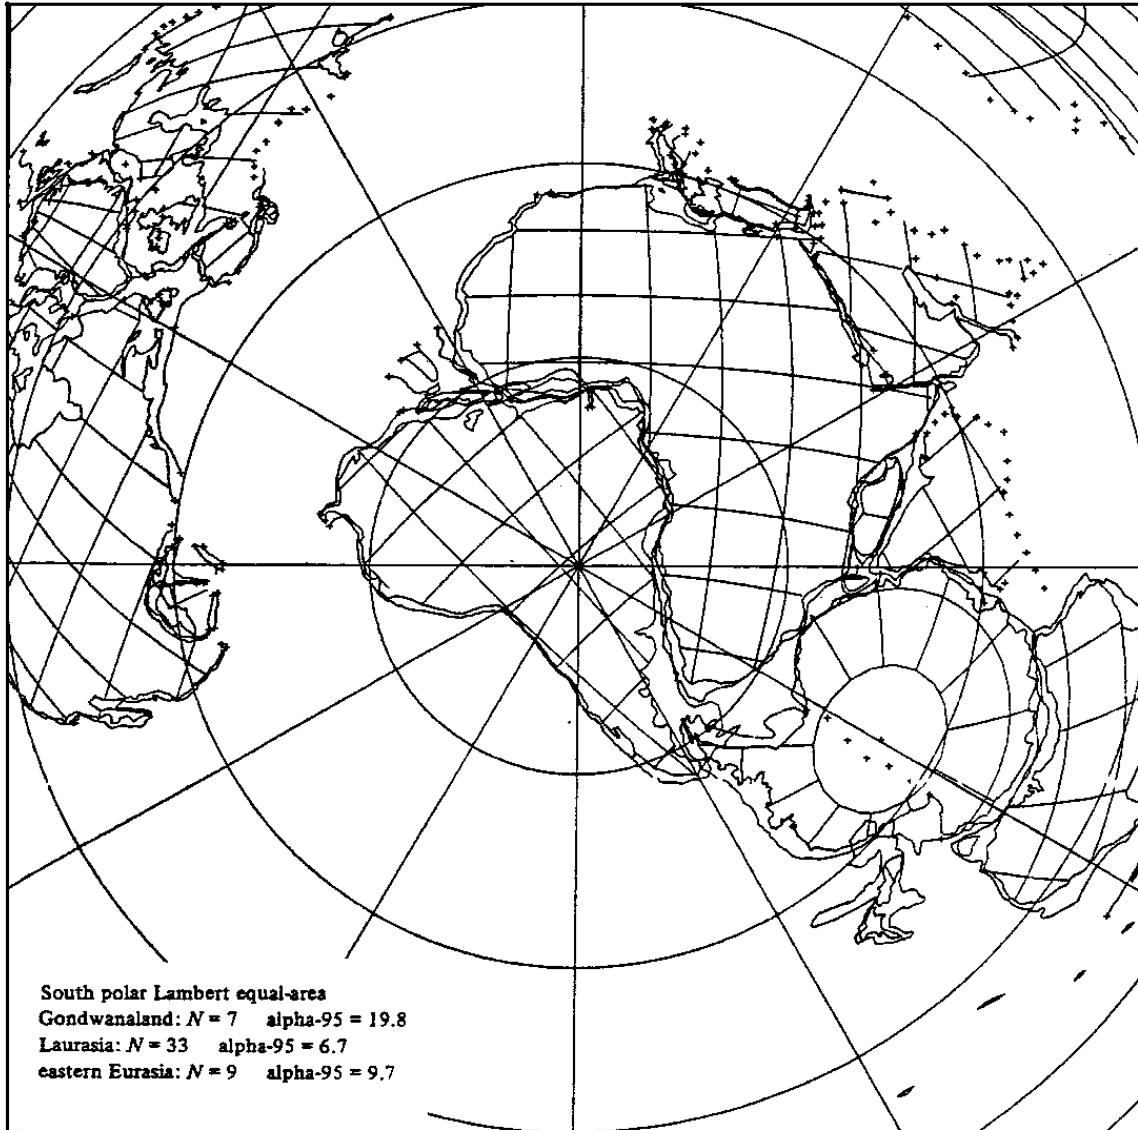 South polar Lambert equal-area
Gondwanaland: N = 7 alpha-95 = 19.8
Laurasia: N = 33 alpha-95 = 6.7
eastern Eurasia: N = 9 alpha-95 = 9.7